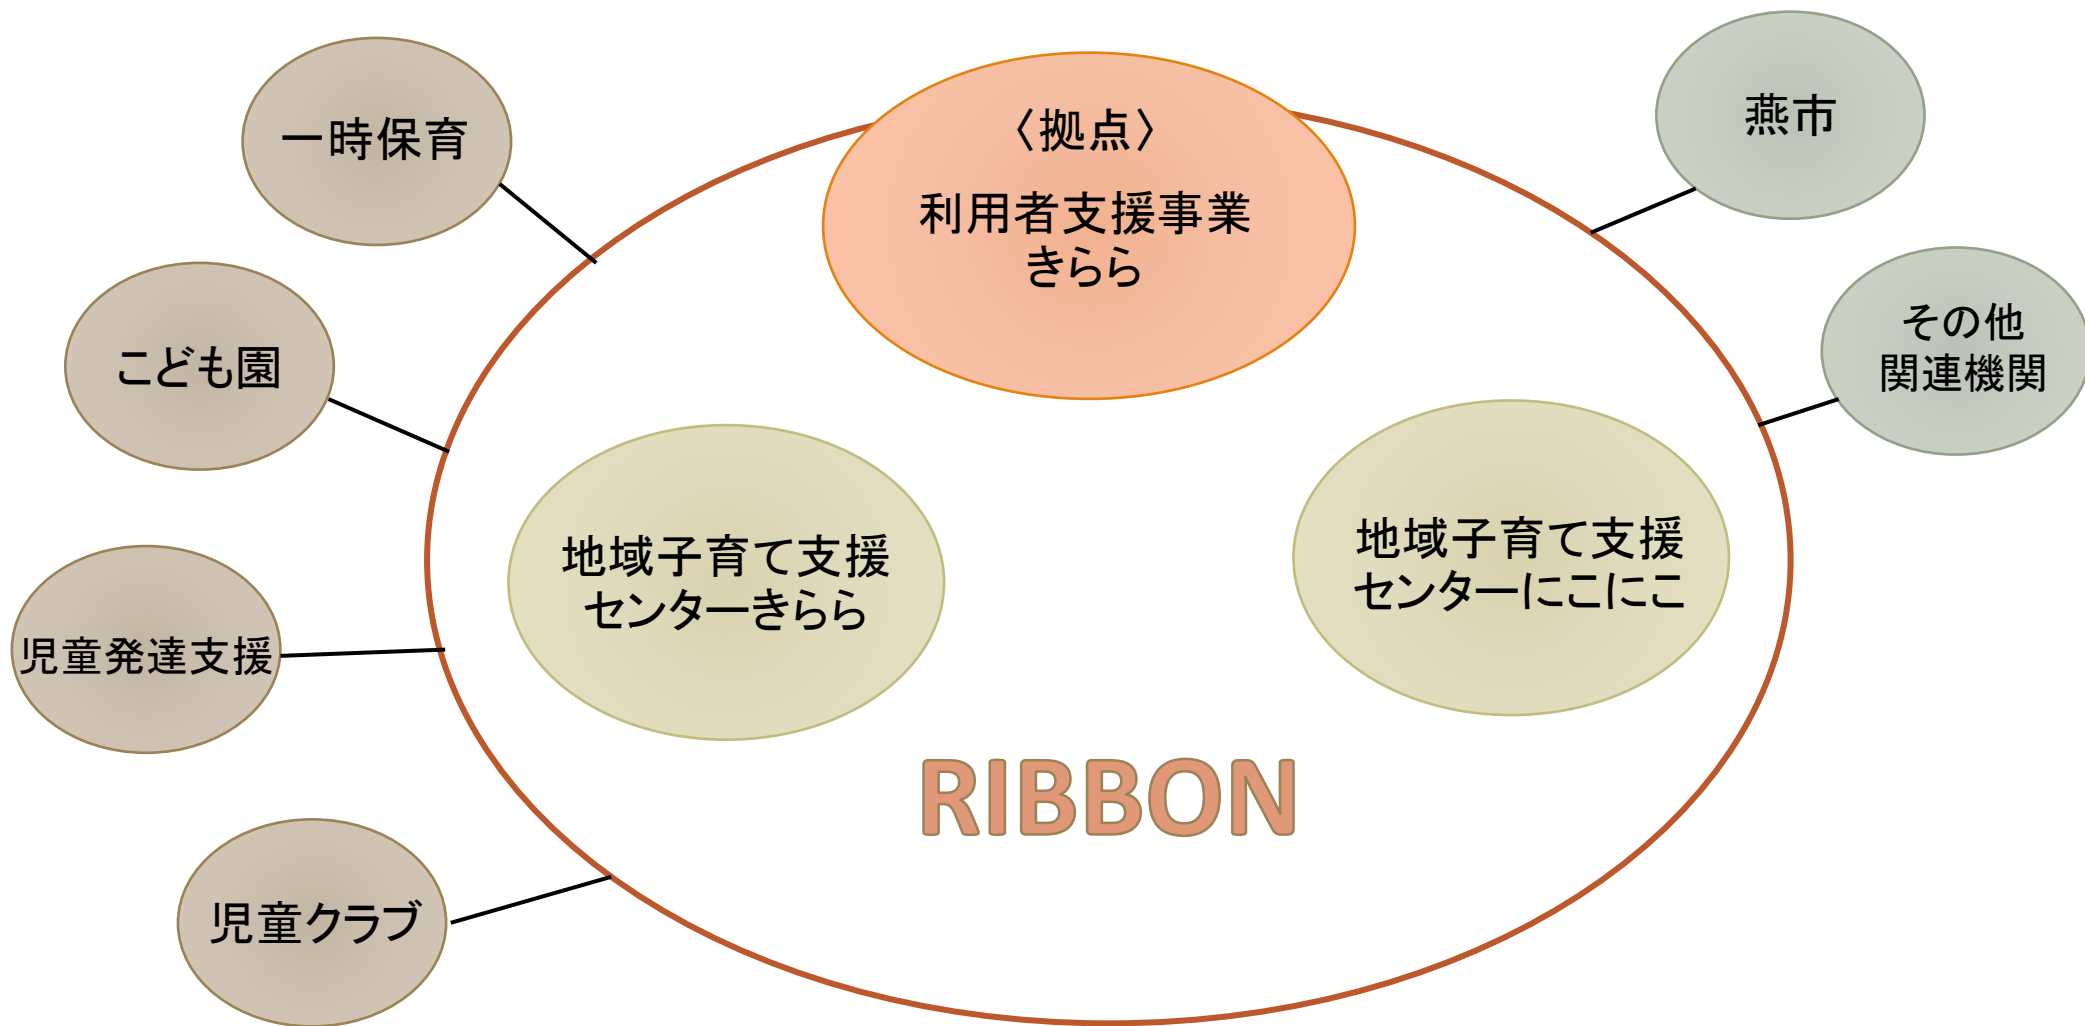 一時保育
こども園
児童発達支援
児童クラブ
〈拠点〉
利用者支援事業
きらら
地域子育て支援
センターきらら
地域子育て支援
センターにこにこ
RIBBON
燕市
その他
関連機関